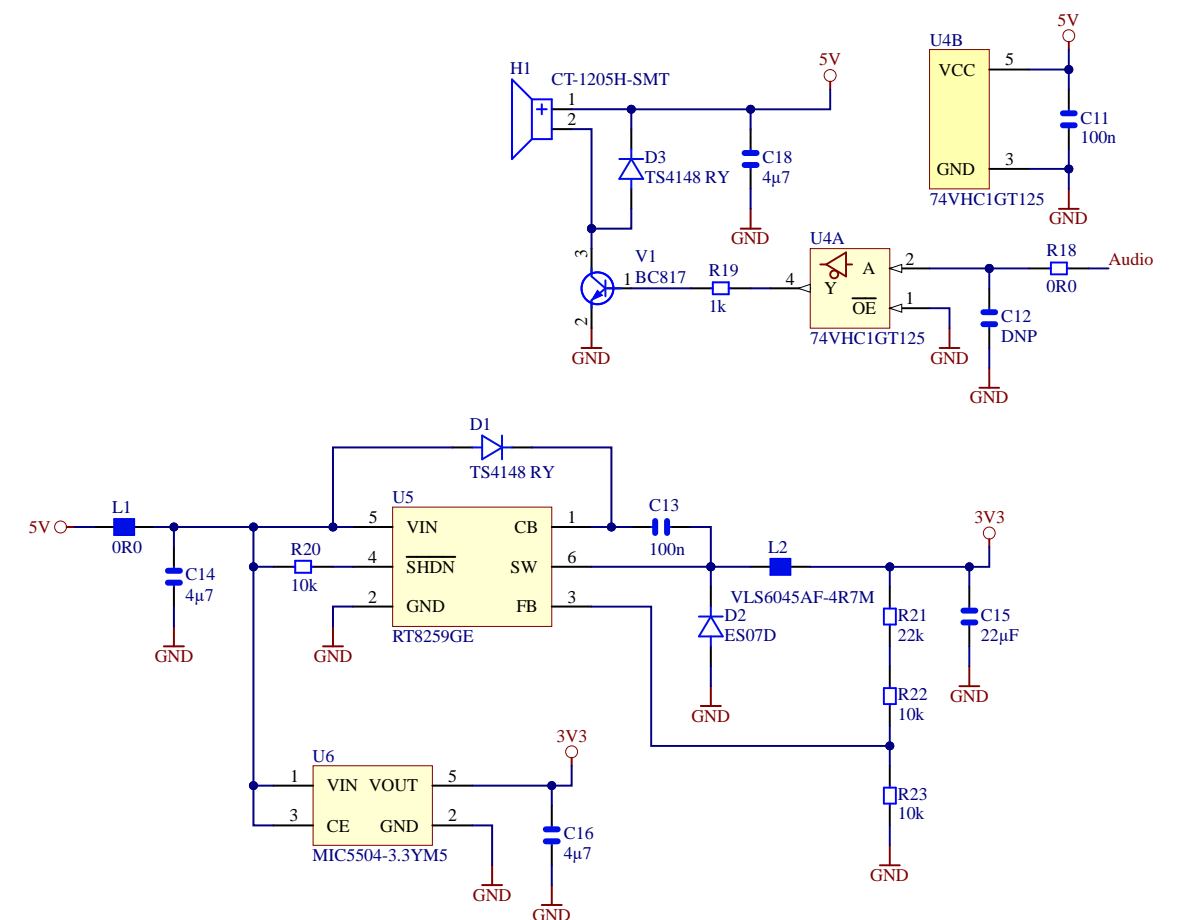 H1
CT-1205H-SMT
1
2
5V
D3
TS4148 RY
C18
4µ7
GND
U4B
VCC
5
GND
3
74VHC1GT125
5V
C11
100n
GND
3
V1
BC817
1
2
GND
R19
1k
U4A
4
Y
A
2
OE
1
74VHC1GT125
GND
R18
0R0
Audio
C12
DNP
GND
D1
TS4148 RY
5V
L1
0R0
C14
4µ7
GND
R20
10k
U5
5
VIN
CB
1
4
SHDN
SW
6
2
GND
FB
3
RT8259GE
GND
C13
100n
L2
VLS6045AF-4R7M
D2
ES07D
GND
3V3
R21
22k
C15
22µF
GND
R22
10k
R23
10k
GND
U6
1
VIN
VOUT
5
3
CE
GND
2
MIC5504-3.3YM5
GND
3V3
C16
4µ7
GND